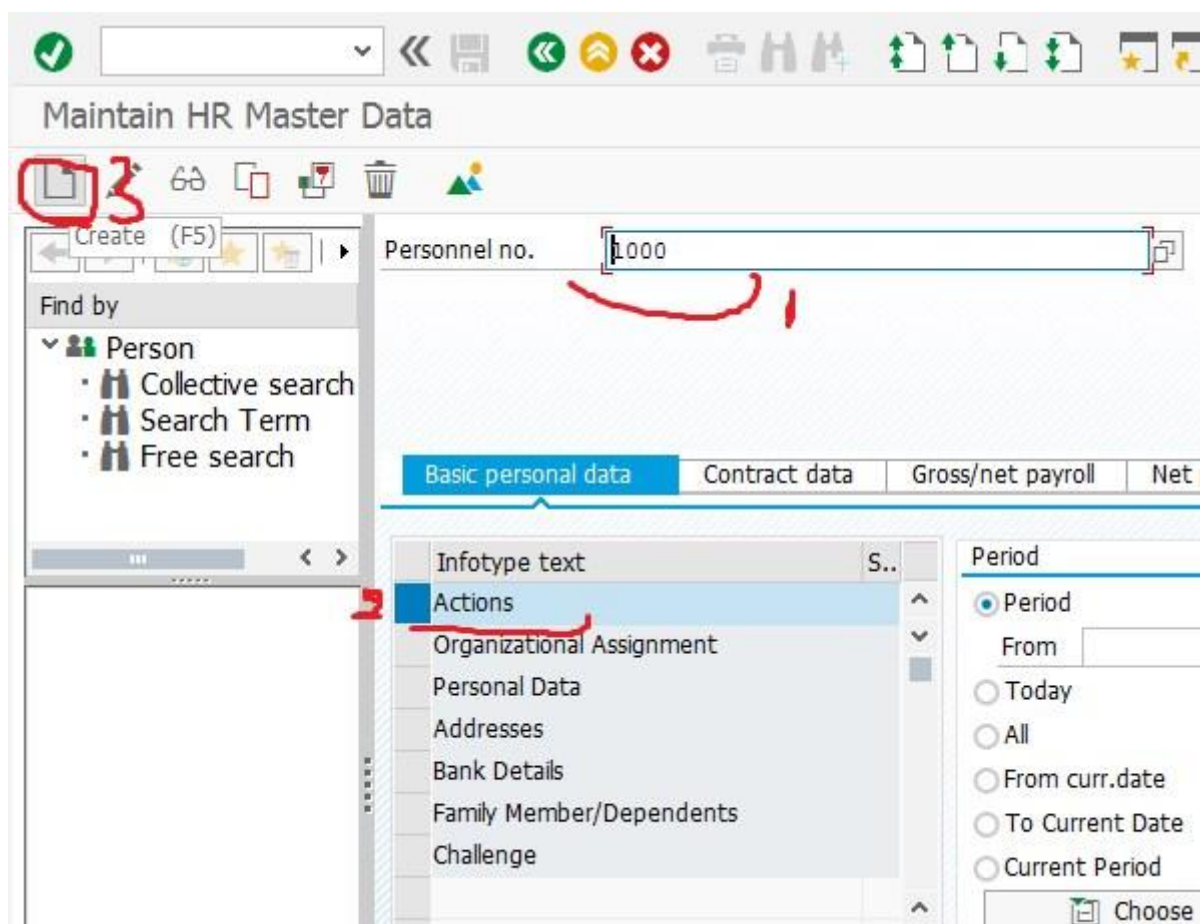 Maintain HR Master Data
3
Create (F5)
Personnel no. 1000
1
Find by
Person
Collective search
Search Term
Free search
Basic personal data Contract data Gross/net payroll Net
Infotype text S.. Period
2 Actions Period
Organizational Assignment From
Personal Data Today
Addresses All
Bank Details From curr.date
Family Member/Dependents To Current Date
Challenge Current Period
Choose